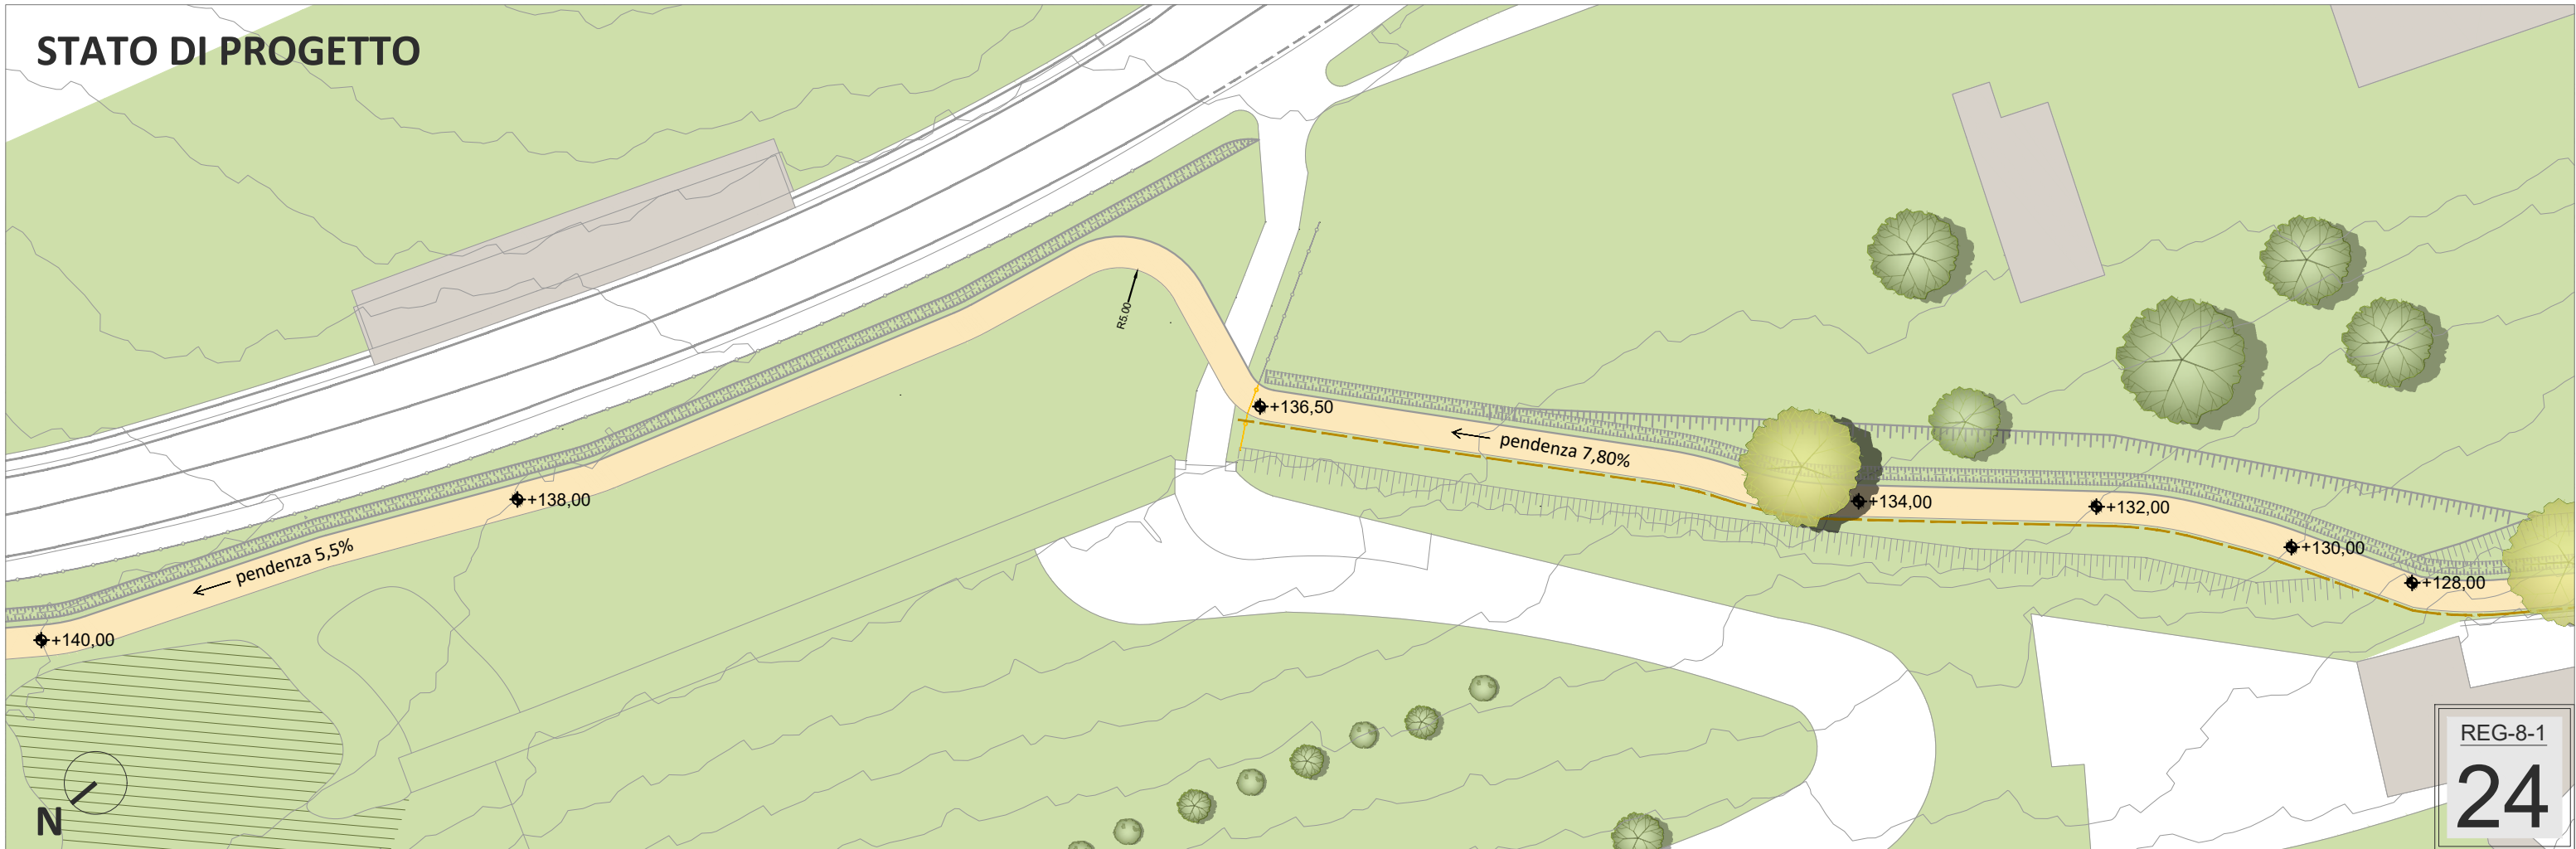 STATO DI PROGETTO
R5.00
+136,50
pendenza 7,80%
+134,00
+132,00
+130,00
+128,00
+138,00
pendenza 5,5%
+140,00
N
REG-8-1
24